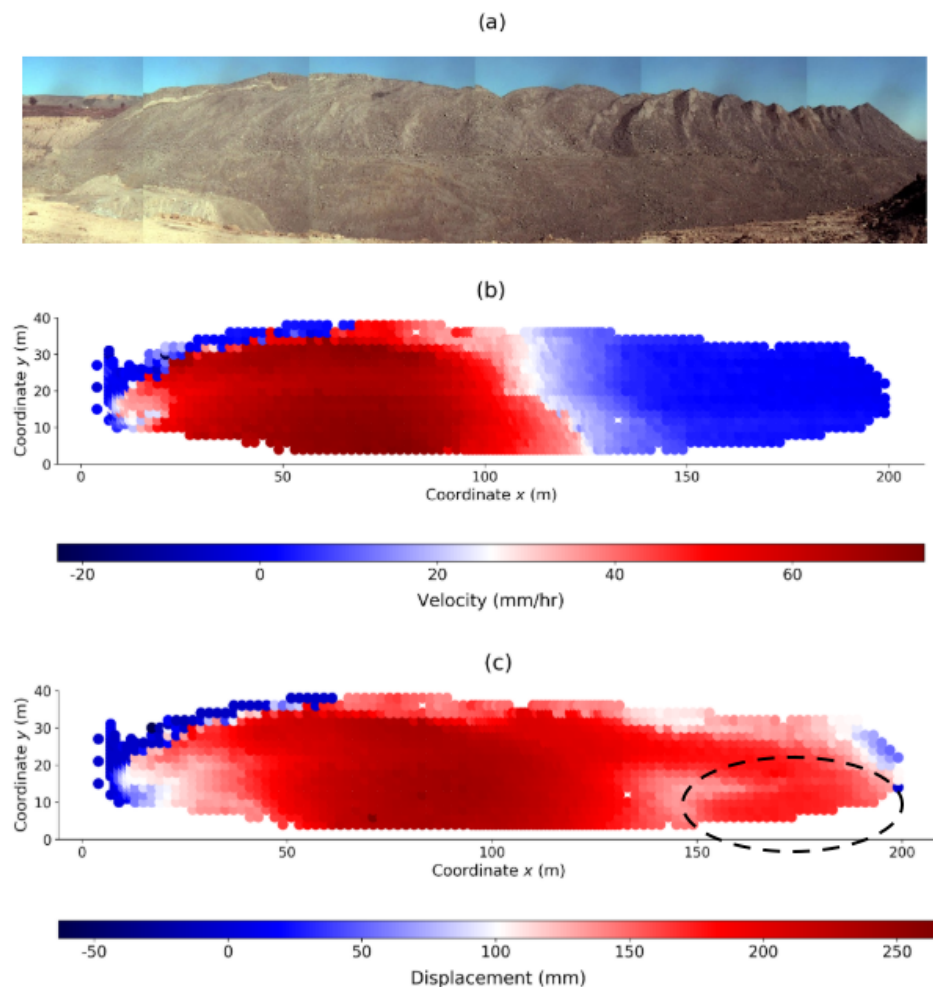 (a)
(b)
Coordinate y (m)
40
30
20
10
0
0 50 100 150 200
Coordinate x (m)
-20 0 20 40 60
Velocity (mm/hr)
(c)
Coordinate y (m)
40
30
20
10
0
0 50 100 150 200
Coordinate x (m)
-50 0 50 100 150 200 250
Displacement (mm)